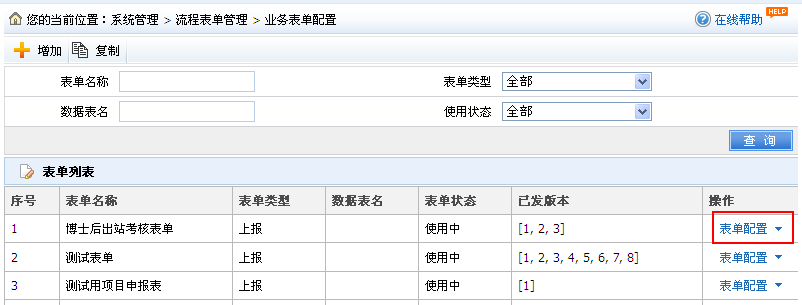 您的当前位置：系统管理 > 流程表单管理 > 业务表单配置 在线帮助 HELP
增加 复制
表单名称 表单类型 全部
数据表名 使用状态 全部
查 询
表单列表
序号 表单名称 表单类型 数据表名 表单状态 已发版本 操作
1 博士后出站考核表单 上报 使用中 [1, 2, 3] 表单配置
2 测试表单 上报 使用中 [1, 2, 3, 4, 5, 6, 7, 8] 表单配置
3 测试用项目申报表 上报 使用中 [1] 表单配置